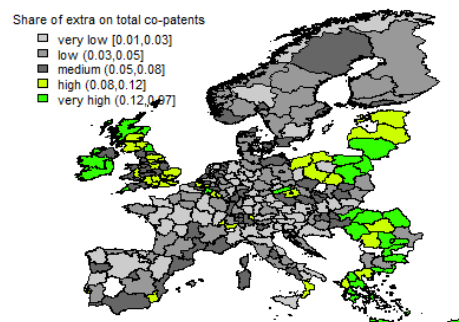 Share of extra on total co-patents
very low [0.01,0.03]
low (0.03,0.05]
medium (0.05,0.08]
high (0.08,0.12]
very high (0.12,0.97]